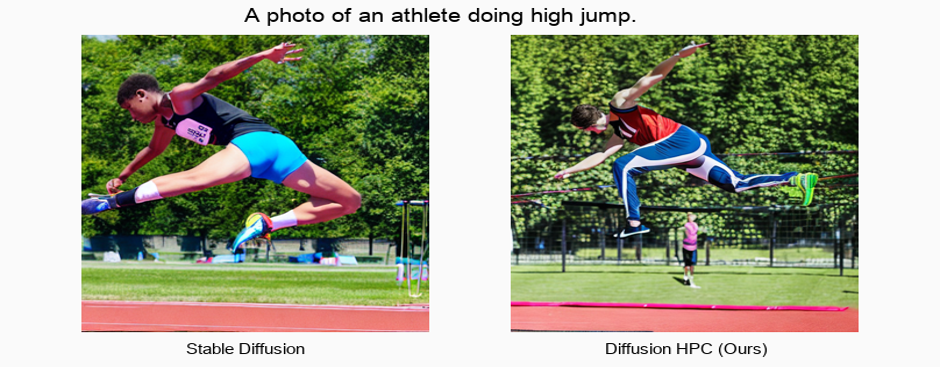 A photo of an athlete doing high jump.
Stable Diffusion
Diffusion HPC (Ours)